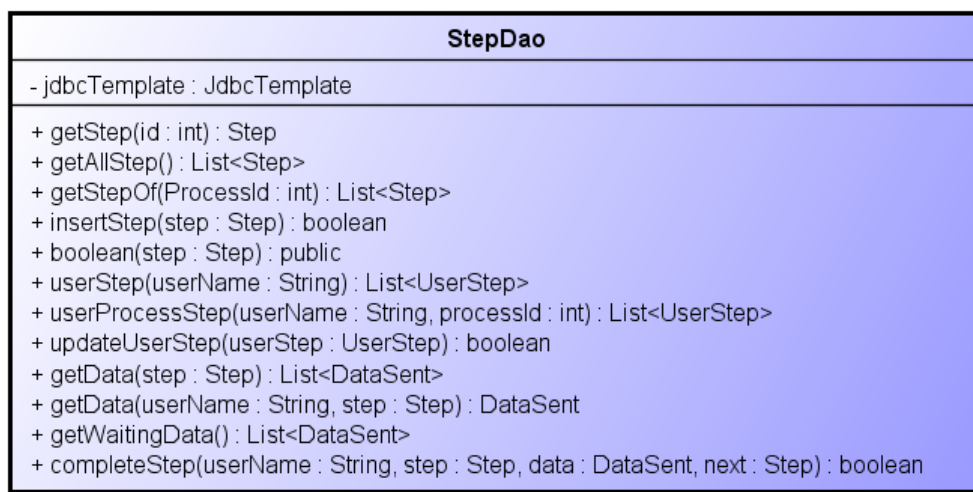 StepDao
- jdbcTemplate : JdbcTemplate
+ getStep(id : int) : Step
+ getAllStep() : List<Step>
+ getStepOf(ProcessId : int) : List<Step>
+ insertStep(step : Step) : boolean
+ boolean(step : Step) : public
+ userStep(userName : String) : List<UserStep>
+ userProcessStep(userName : String, processId : int) : List<UserStep>
+ updateUserStep(userStep : UserStep) : boolean
+ getData(step : Step) : List<DataSent>
+ getData(userName : String, step : Step) : DataSent
+ getWaitingData() : List<DataSent>
+ completeStep(userName : String, step : Step, data : DataSent, next : Step) : boolean